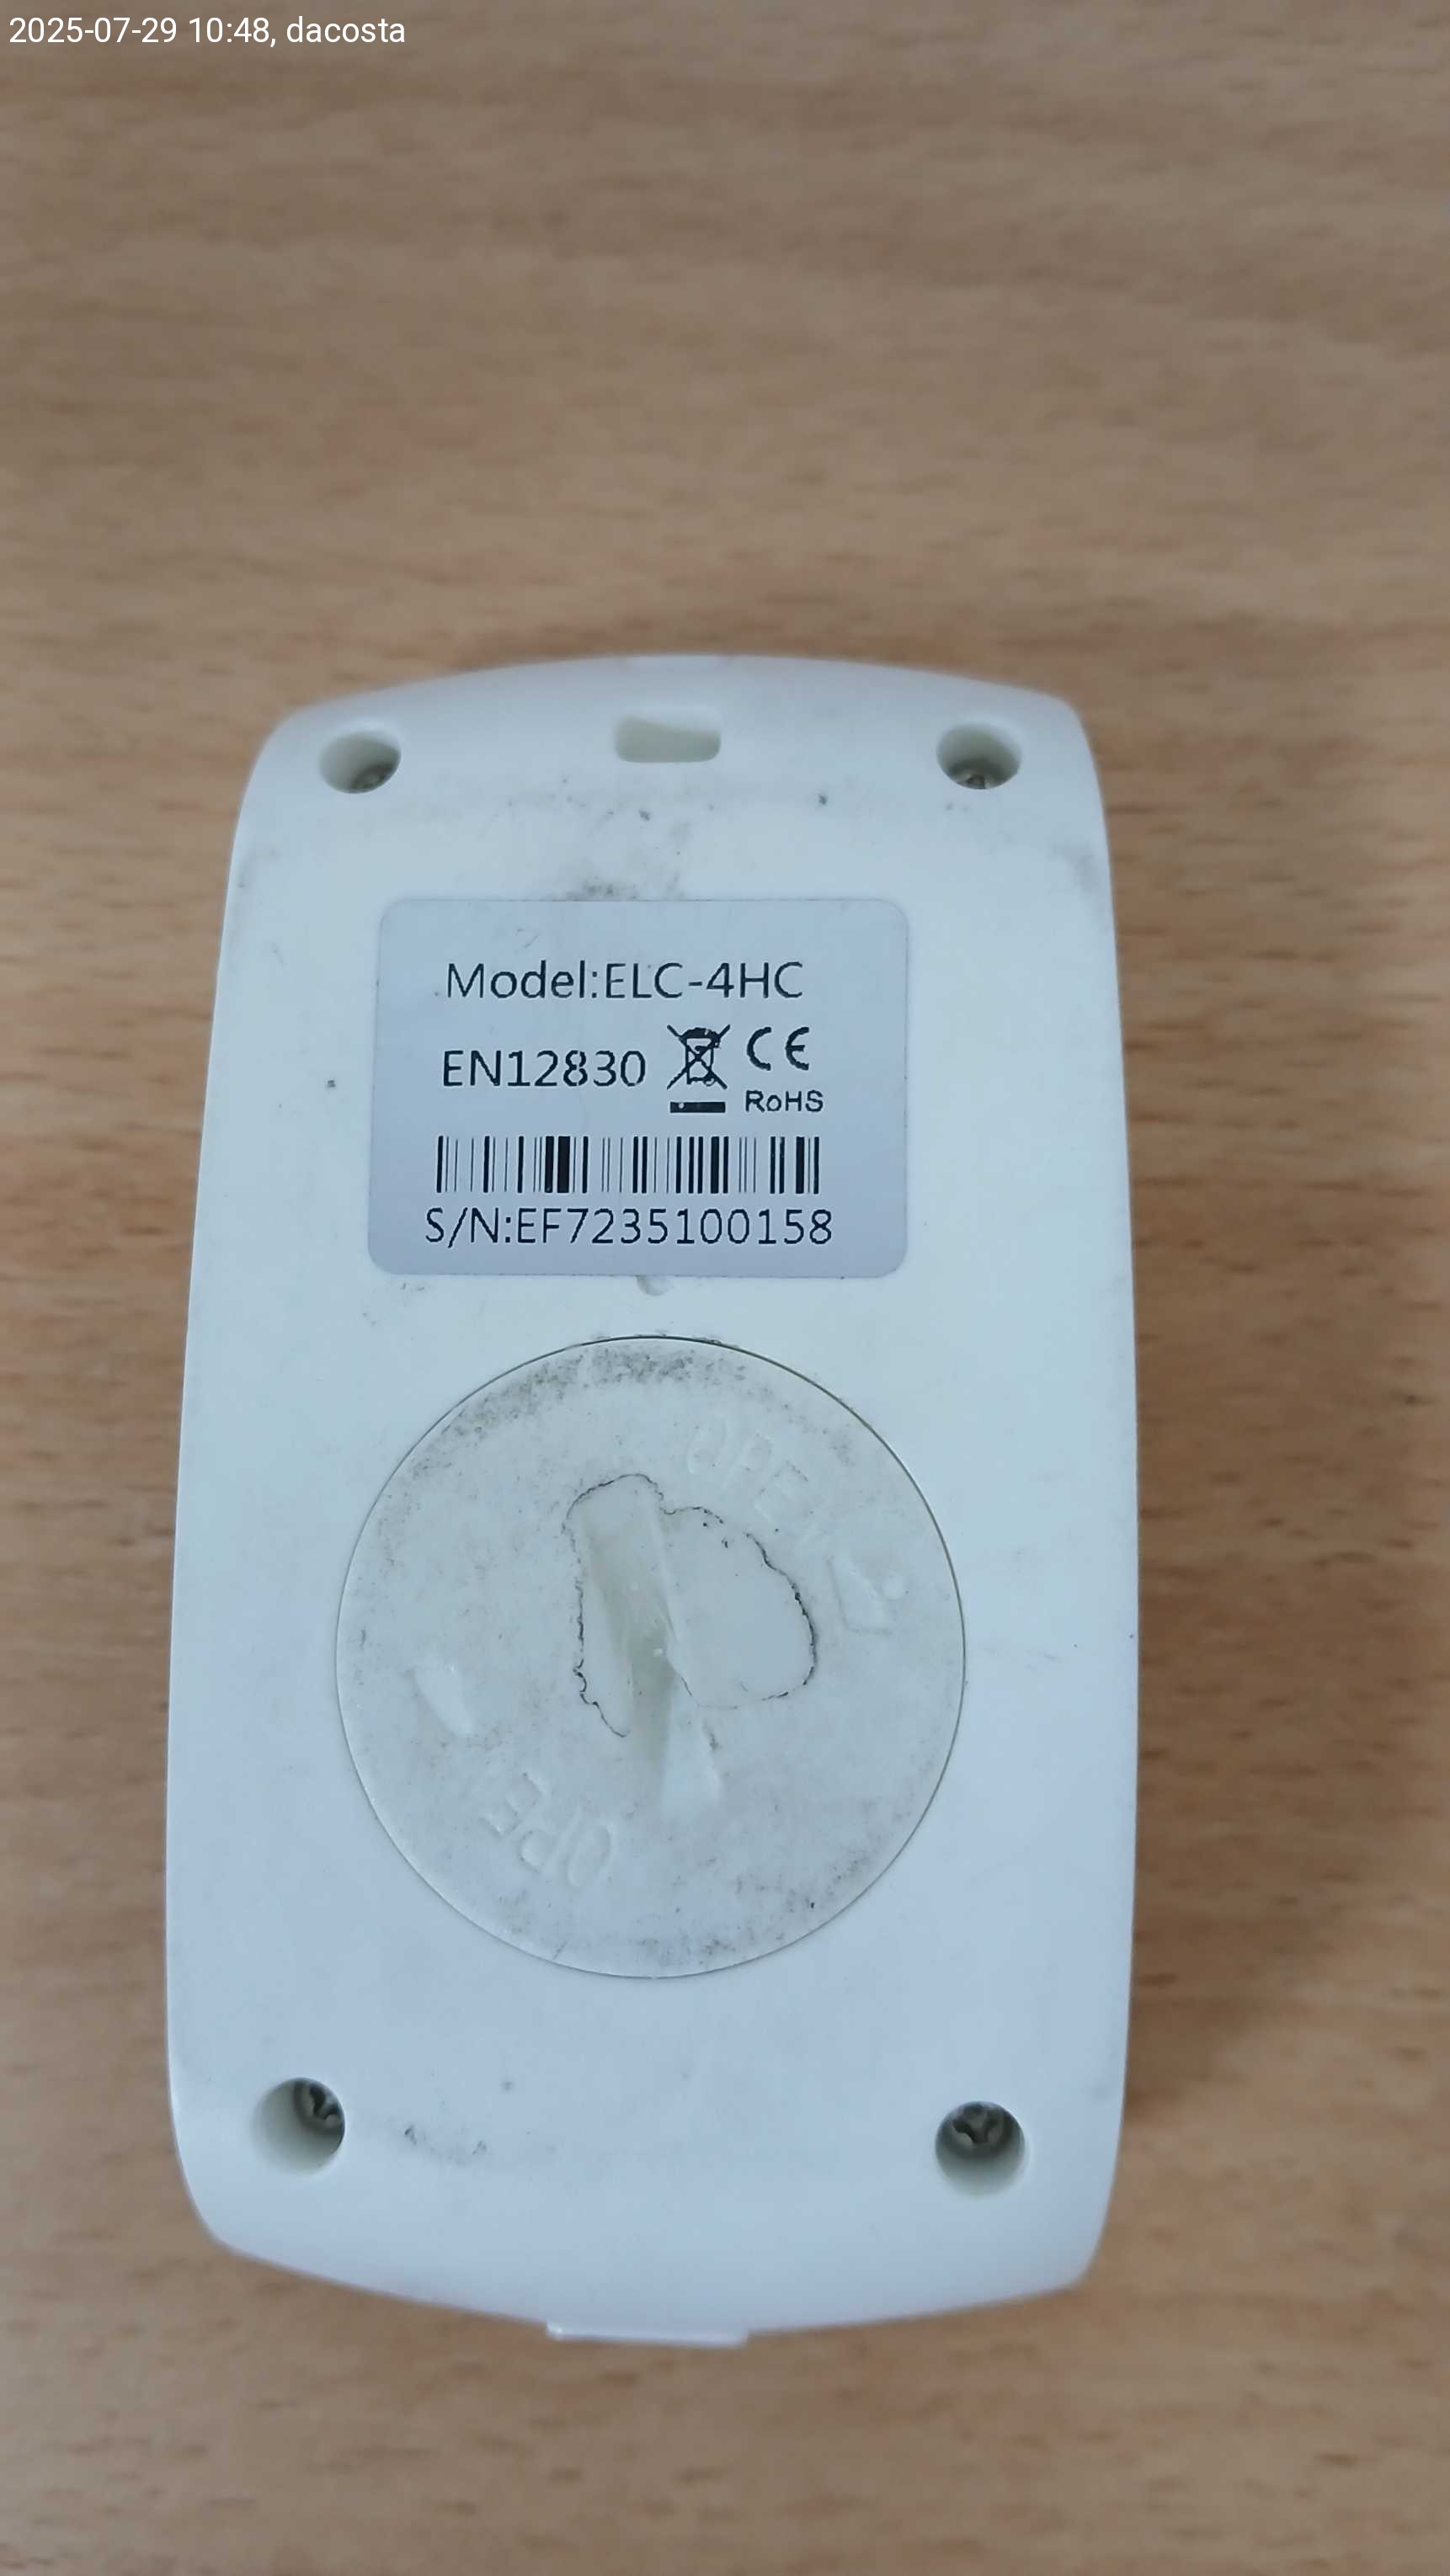 2025-07-29 10:48, dacosta
Model:ELC-4HC
EN12830 CE
RoHS
S/N:EF7235100158
OPEN
OPEN